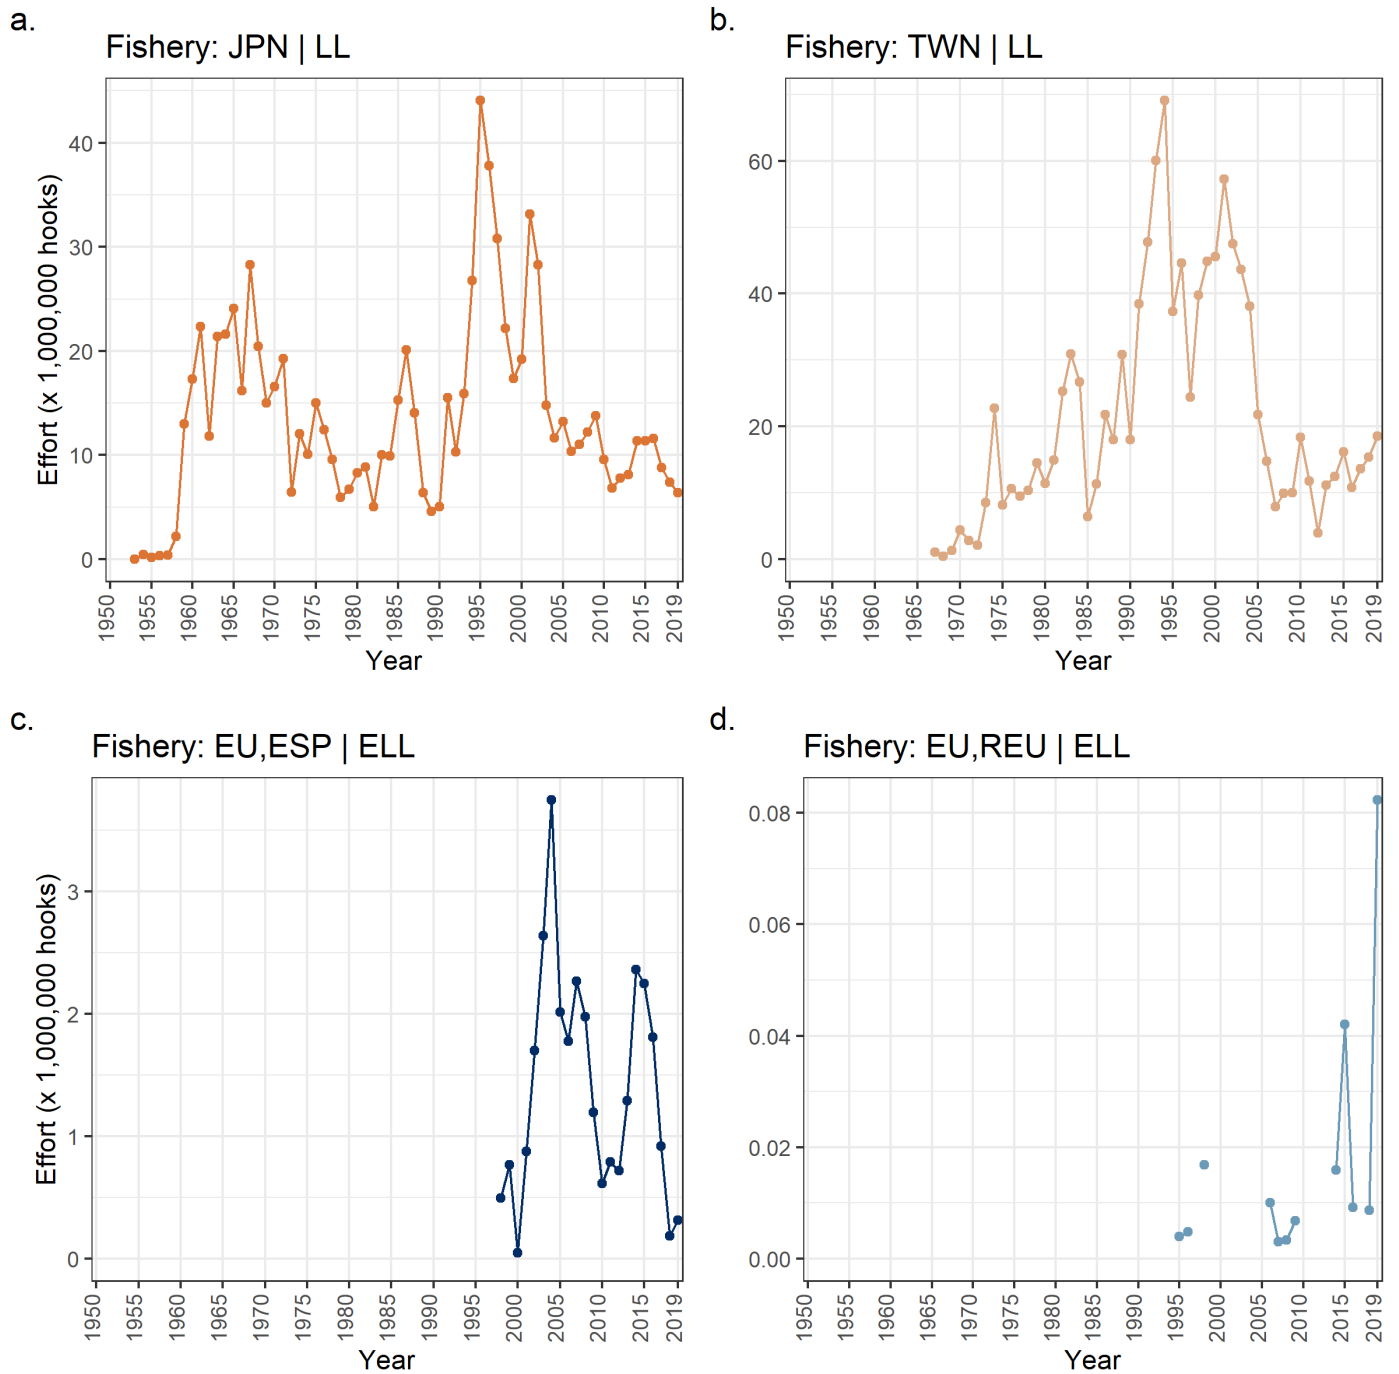 a.
Fishery: JPN | LL
Effort (x 1,000,000 hooks)
40
30
20
10
0
1950 1955 1960 1965 1970 1975 1980 1985 1990 1995 2000 2005 2010 2015 2019
Year
b.
Fishery: TWN | LL
60
40
20
0
1950 1955 1960 1965 1970 1975 1980 1985 1990 1995 2000 2005 2010 2015 2019
Year
c.
Fishery: EU,ESP | ELL
Effort (x 1,000,000 hooks)
3
2
1
0
1950 1955 1960 1965 1970 1975 1980 1985 1990 1995 2000 2005 2010 2015 2019
Year
d.
Fishery: EU,REU | ELL
0.08
0.06
0.04
0.02
0.00
1950 1955 1960 1965 1970 1975 1980 1985 1990 1995 2000 2005 2010 2015 2019
Year